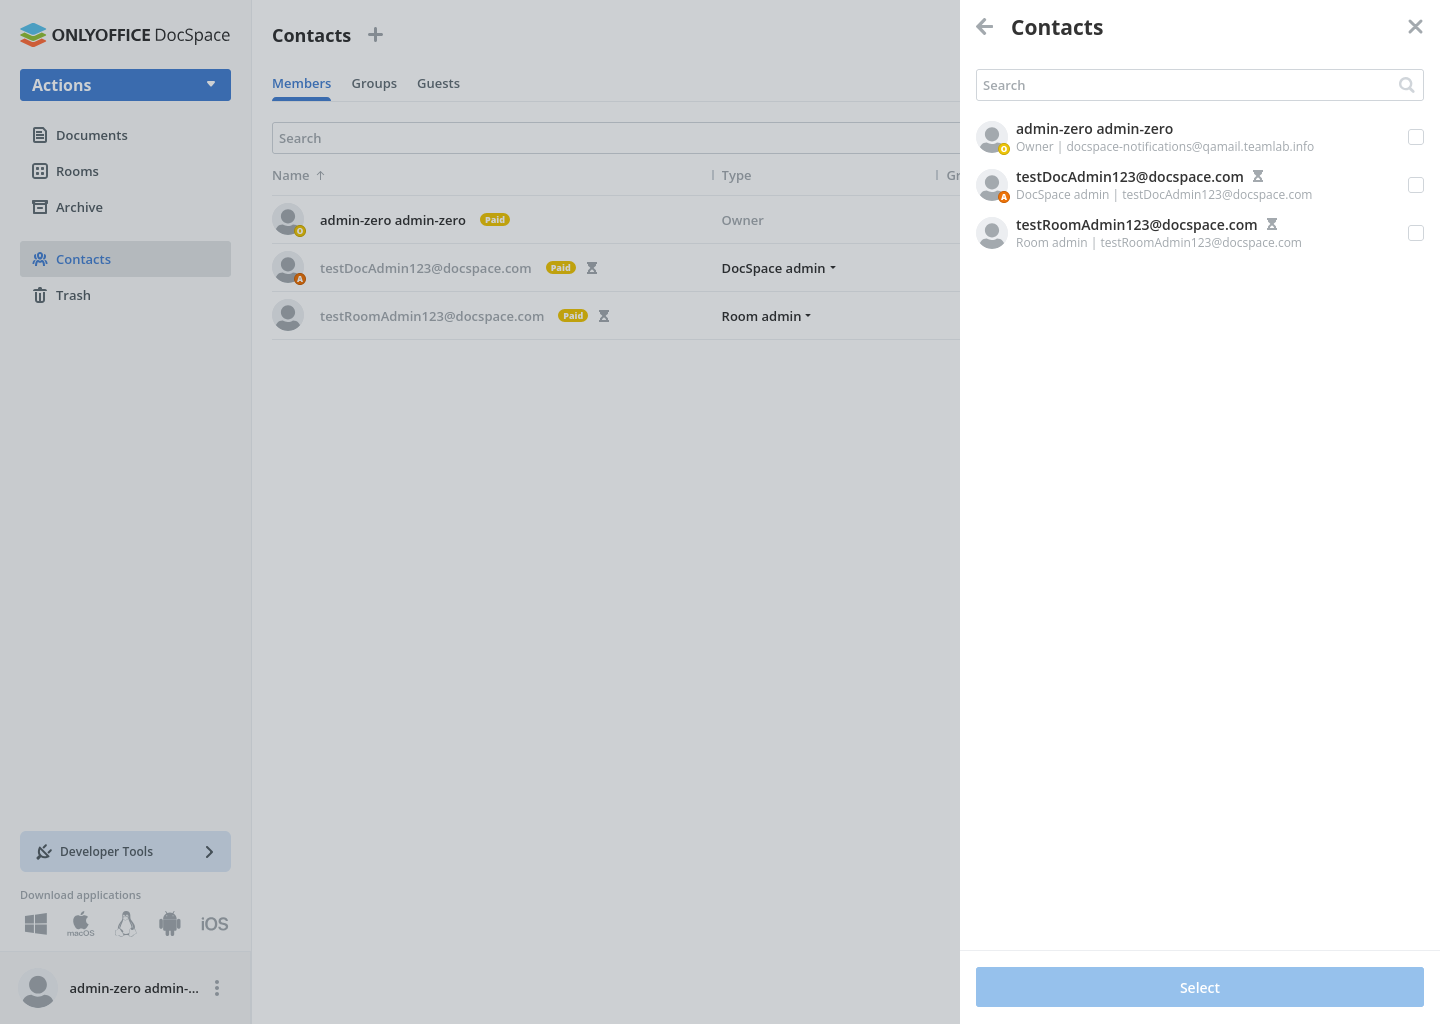 ONLYOFFICE DocSpace
Actions
Documents
Rooms
Archive
Contacts
Trash
Developer Tools
Download applications
macOS
iOS
admin-zero admin-...
Contacts
Members Groups Guests
Search
Name Type Gr
admin-zero admin-zero Paid Owner
O
testDocAdmin123@docspace.com Paid DocSpace admin
A
testRoomAdmin123@docspace.com Paid Room admin
Contacts
Search
admin-zero admin-zero
O
Owner | docspace-notifications@qamail.teamlab.info
testDocAdmin123@docspace.com
A
DocSpace admin | testDocAdmin123@docspace.com
testRoomAdmin123@docspace.com
Room admin | testRoomAdmin123@docspace.com
Select